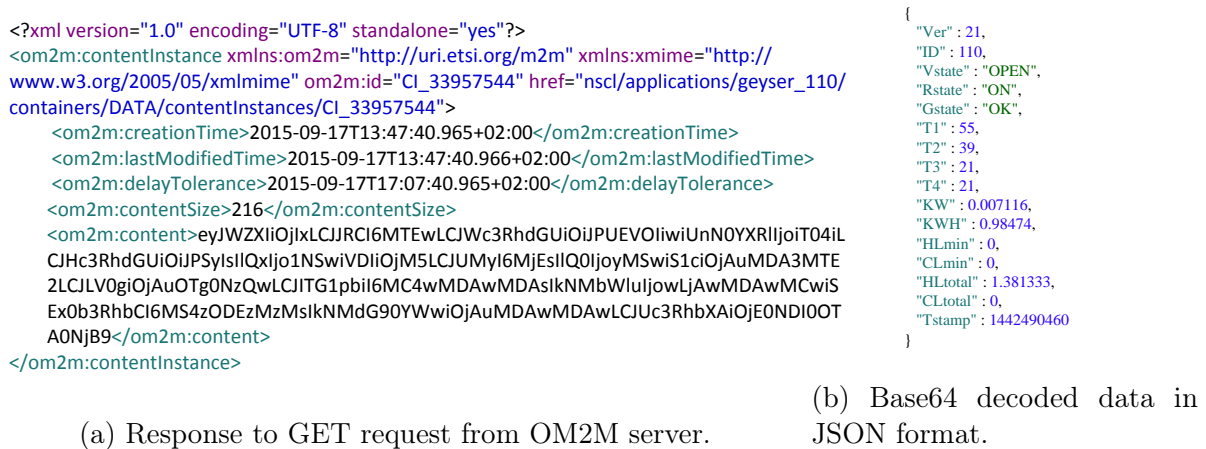 <?xml version="1.0" encoding="UTF-8" standalone="yes"?>
<om2m:contentInstance xmlns:om2m="http://uri.etsi.org/m2m" xmlns:xmime="http://
www.w3.org/2005/05/xmlmime" om2m:id="CI_33957544" href="nscl/applications/geyser_110/
containers/DATA/contentInstances/CI_33957544">
<om2m:creationTime>2015-09-17T13:47:40.965+02:00</om2m:creationTime>
<om2m:lastModifiedTime>2015-09-17T13:47:40.966+02:00</om2m:lastModifiedTime>
<om2m:delayTolerance>2015-09-17T17:07:40.965+02:00</om2m:delayTolerance>
<om2m:contentSize>216</om2m:contentSize>
<om2m:content>eyJWZXIiOjIxLCJJRCI6MTEwLCJWc3RhdGUiOiJPUEVOIiwiUnN0YXRlIjoiT04iL
CJHc3RhdGUiOiJPSyIsIlQxIjo1NSwiVDIiOjM5LCJUMyI6MjEsIlQ0IjoyMSwiS1ciOjAuMDA3MTE
2LCJLV0giOjAuOTg0NzQwLCJITG1pbiI6MC4wMDAwMDAsIkNMbWluIjowLjAwMDAwMCwiS
Ex0b3RhbCI6MS4zODEzMzMsIkNMdG90YWwiOjAuMDAwMDAwLCJUc3RhbXAiOjE0NDI0OT
A0NjB9</om2m:content>
</om2m:contentInstance>
(a) Response to GET request from OM2M server.
{
"Ver" : 21,
"ID" : 110,
"Vstate" : "OPEN",
"Rstate" : "ON",
"Gstate" : "OK",
"T1" : 55,
"T2" : 39,
"T3" : 21,
"T4" : 21,
"KW" : 0.007116,
"KWH" : 0.98474,
"HLmin" : 0,
"CLmin" : 0,
"HLtotal" : 1.381333,
"CLtotal" : 0,
"Tstamp" : 1442490460
}
(b) Base64 decoded data in
JSON format.